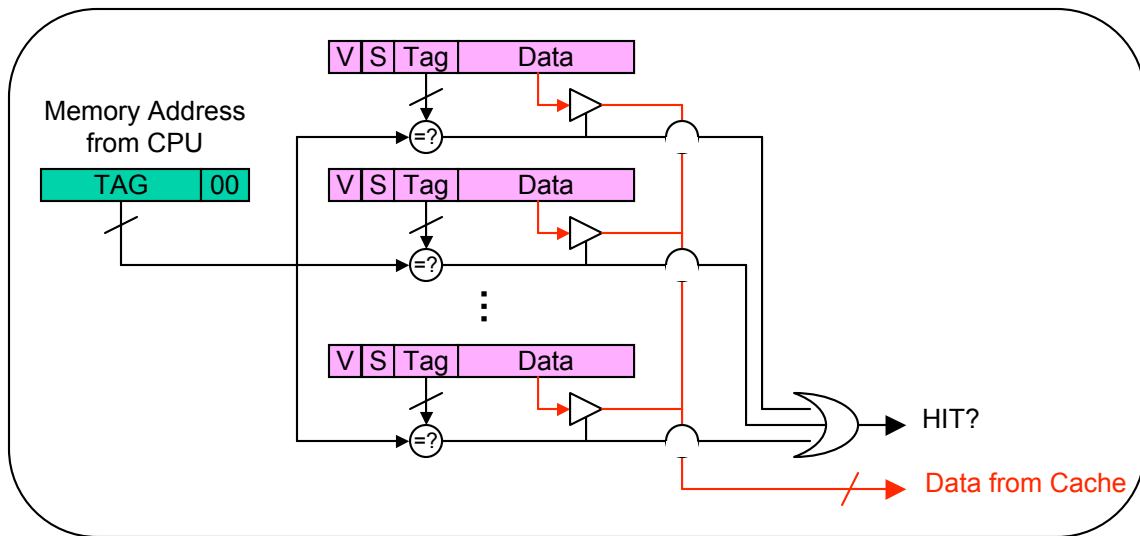 V S Tag Data
=?
Memory Address
from CPU
TAG 00
V S Tag Data
=?
V S Tag Data
=?
HIT?
Data from Cache